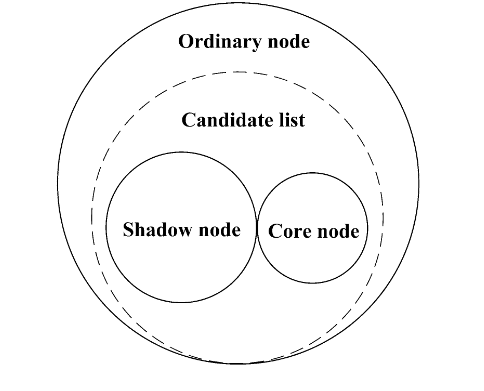 Ordinary node
Candidate list
Shadow node
Core node